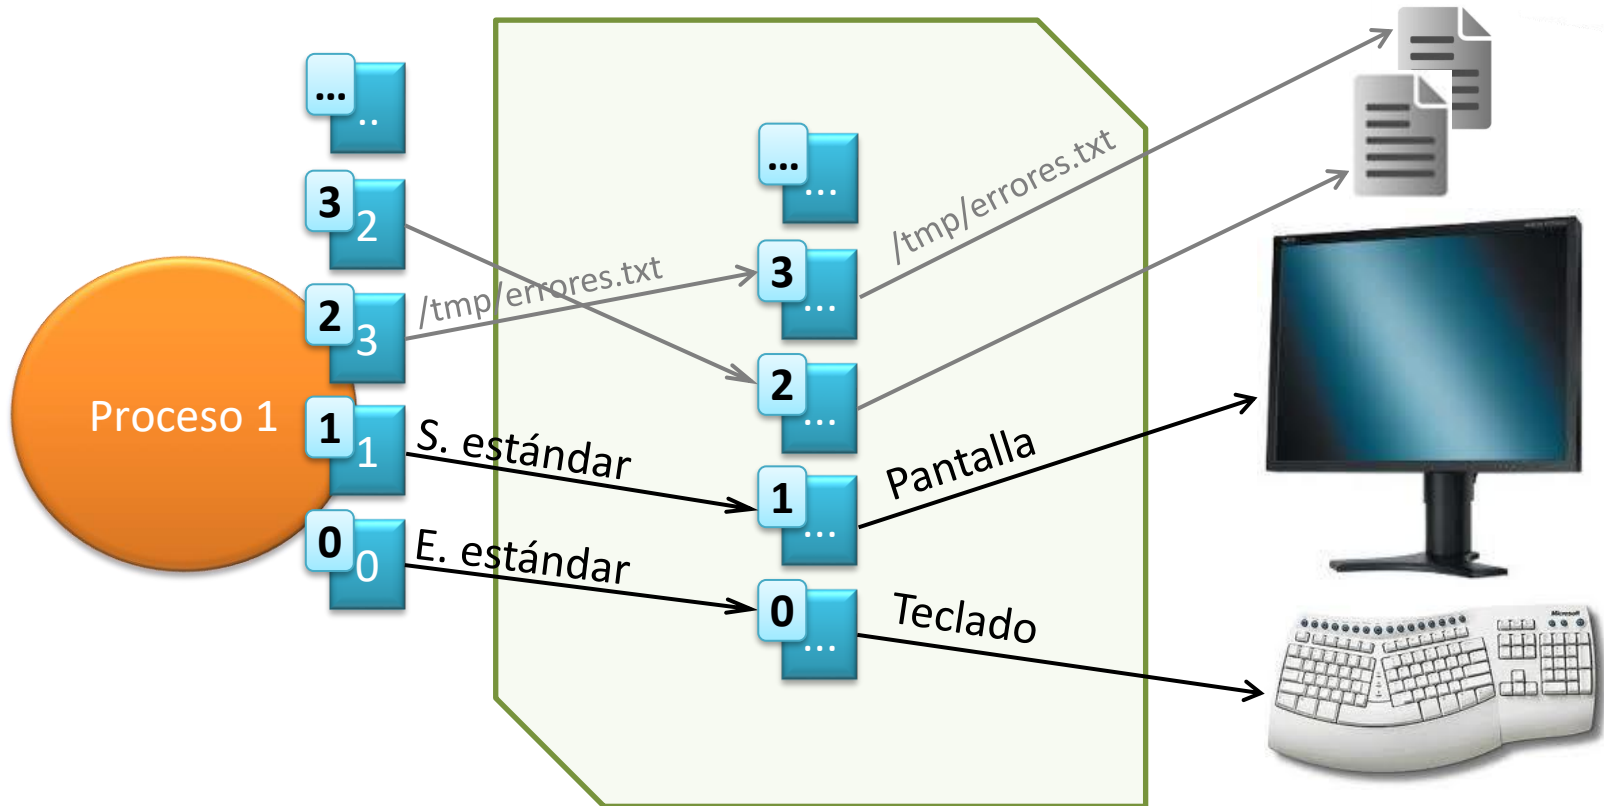 ...
..
3
2
2
3
Proceso 1
1
1
0
0
/tmp/errores.txt
S. estándar
E. estándar
...
...
3
...
2
...
1
...
0
...
/tmp/errores.txt
Pantalla
Teclado
Microsoft